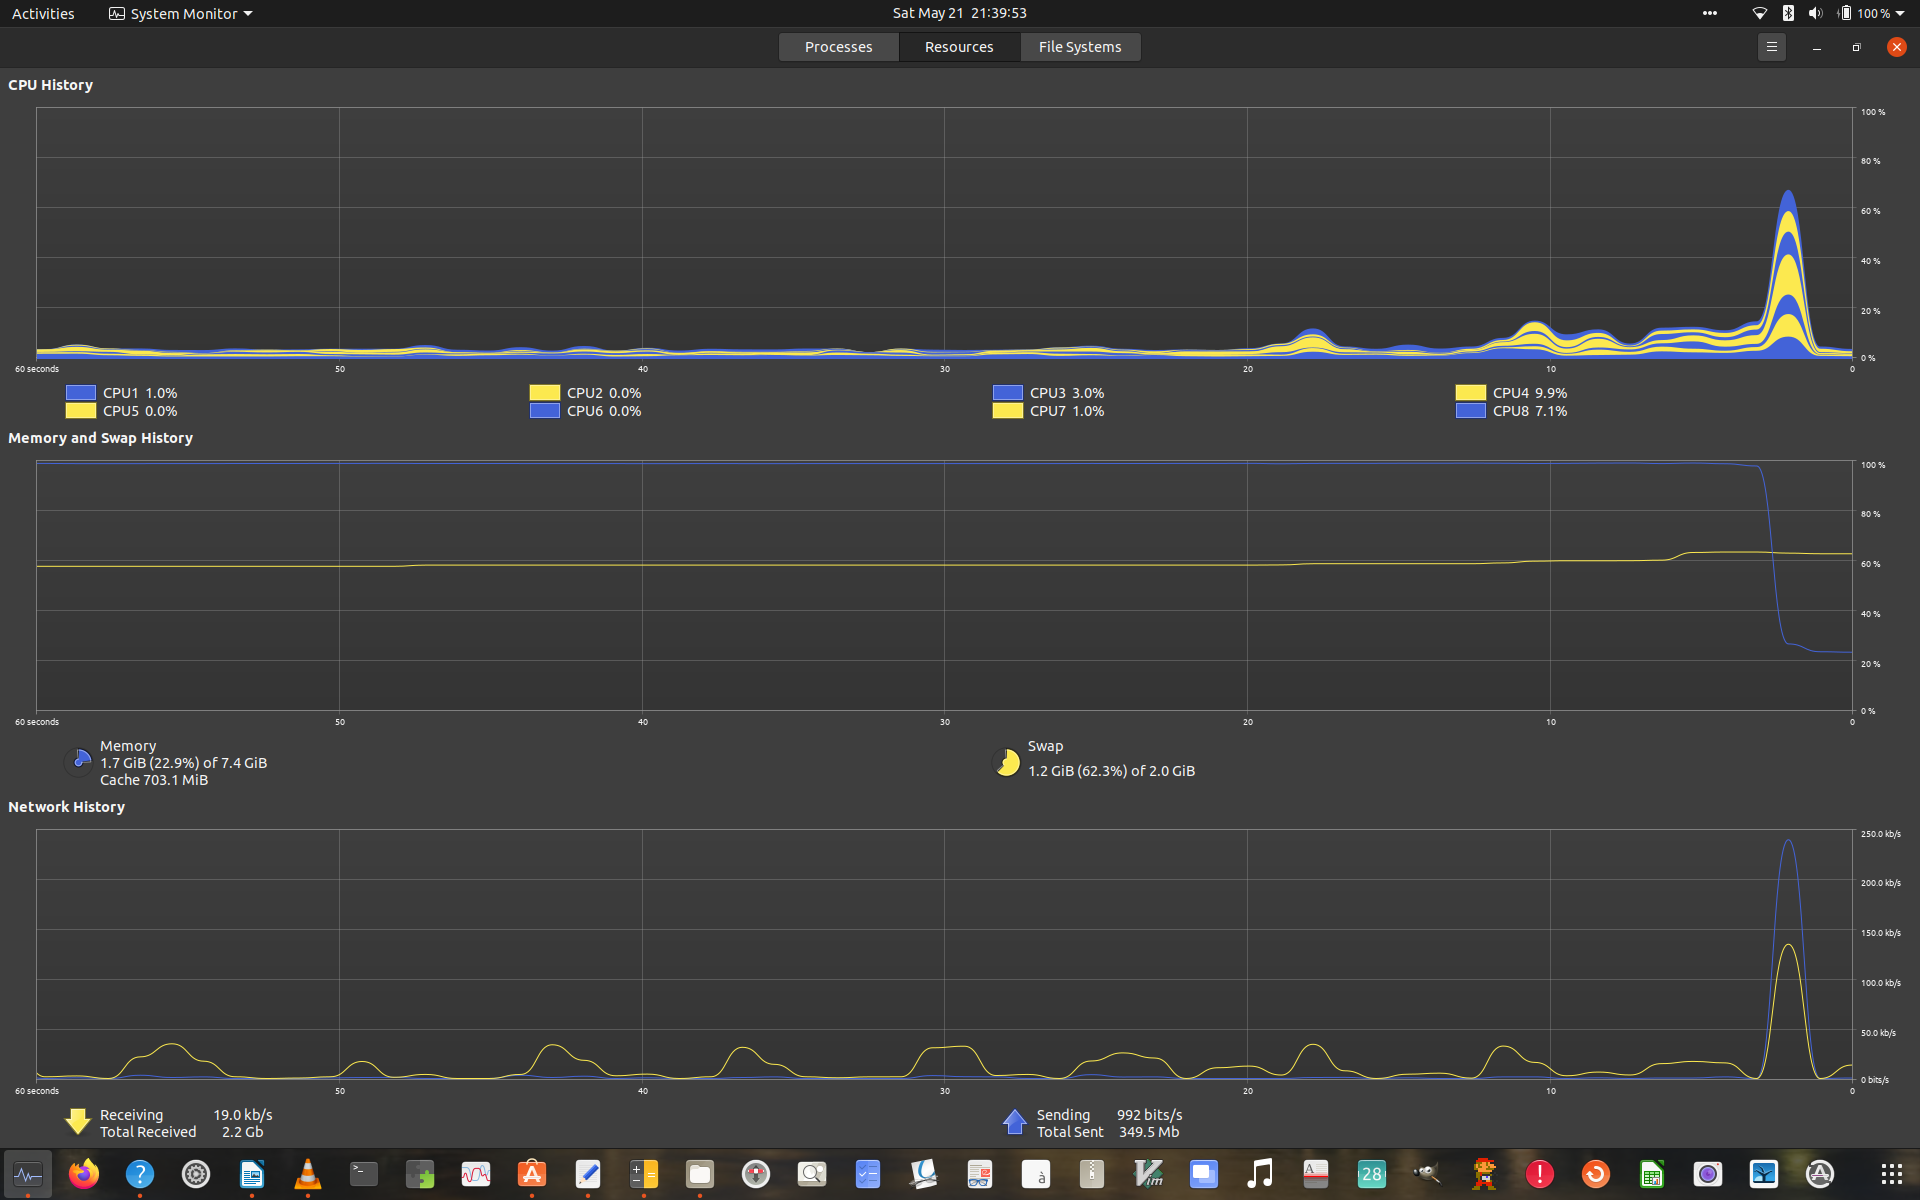 Activities
System Monitor
Sat May 21 21:39:53
100 %
Processes
Resources
File Systems
CPU History
100 %
80 %
60 %
40 %
20 %
0 %
60 seconds 50 40 30 20 10 0
CPU1 1.0% CPU2 0.0% CPU3 3.0% CPU4 9.9%
CPU5 0.0% CPU6 0.0% CPU7 1.0% CPU8 7.1%
Memory and Swap History
100 %
80 %
60 %
40 %
20 %
0 %
60 seconds 50 40 30 20 10 0
Memory
1.7 GiB (22.9%) of 7.4 GiB
Cache 703.1 MiB
Swap
1.2 GiB (62.3%) of 2.0 GiB
Network History
250.0 kb/s
200.0 kb/s
150.0 kb/s
100.0 kb/s
50.0 kb/s
0 bits/s
60 seconds 50 40 30 20 10 0
Receiving 19.0 kb/s
Total Received 2.2 Gb
Sending 992 bits/s
Total Sent 349.5 Mb
?
>_
à
Vim
A
28
!